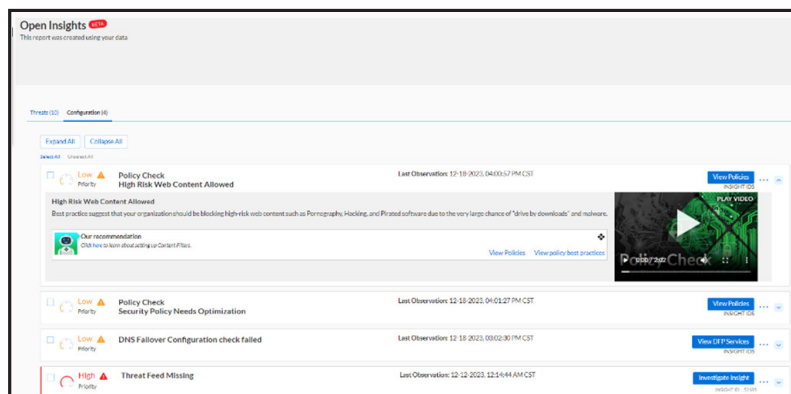 Open Insights BETA
This report was created using your data
Threats (10) Configuration (4)
Expand All Collapse All
Select All Unselect All
Low Priority
Policy Check
High Risk Web Content Allowed
Last Observation: 12-18-2023, 04:00:57 PM CST
View Policies
INSIGHT IDS
High Risk Web Content Allowed
Best practice suggest that your organization should be blocking high-risk web content such as Pornography, Hacking, and Pirated software due to the very large chance of "drive by downloads" and malware.
Our recommendation
Click here to learn about setting up Content Filters.
View Policies View policy best practices
PLAY VIDEO
0:00 / 2:02
Policy Check
Low Priority
Policy Check
Security Policy Needs Optimization
Last Observation: 12-18-2023, 04:01:27 PM CST
View Policies
INSIGHT IDS
Low Priority
DNS Failover Configuration check failed
Last Observation: 12-18-2023, 03:02:30 PM CST
View DFP Services
INSIGHT IDS
High Priority
Threat Feed Missing
Last Observation: 12-12-2023, 12:14:44 AM CST
Investigate Insight